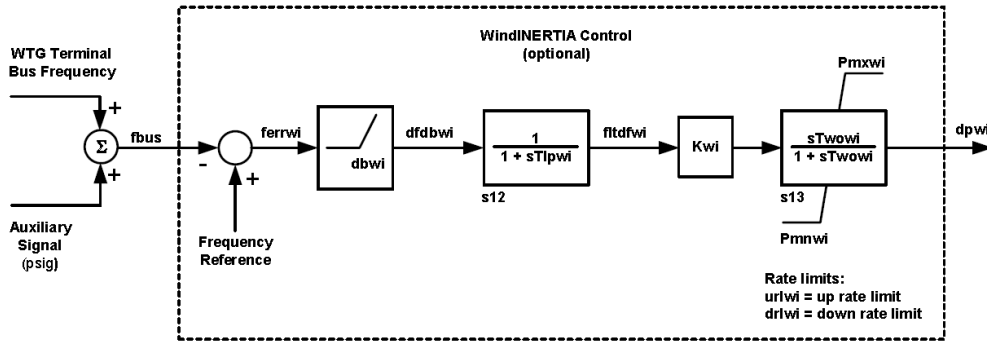 WindINERTIA Control
(optional)
WTG Terminal
Bus Frequency
+
Σ
+
fbus
-
+
ferrwi
dbwi
dfdbwi
1
1 + sTlpwi
s12
fltdfwi
Kwi
Pmxwi
sTwowi
1 + sTwowi
s13
Pmnwi
dpwi
Auxiliary
Signal
(psig)
Frequency
Reference
Rate limits:
urlwi = up rate limit
drlwi = down rate limit